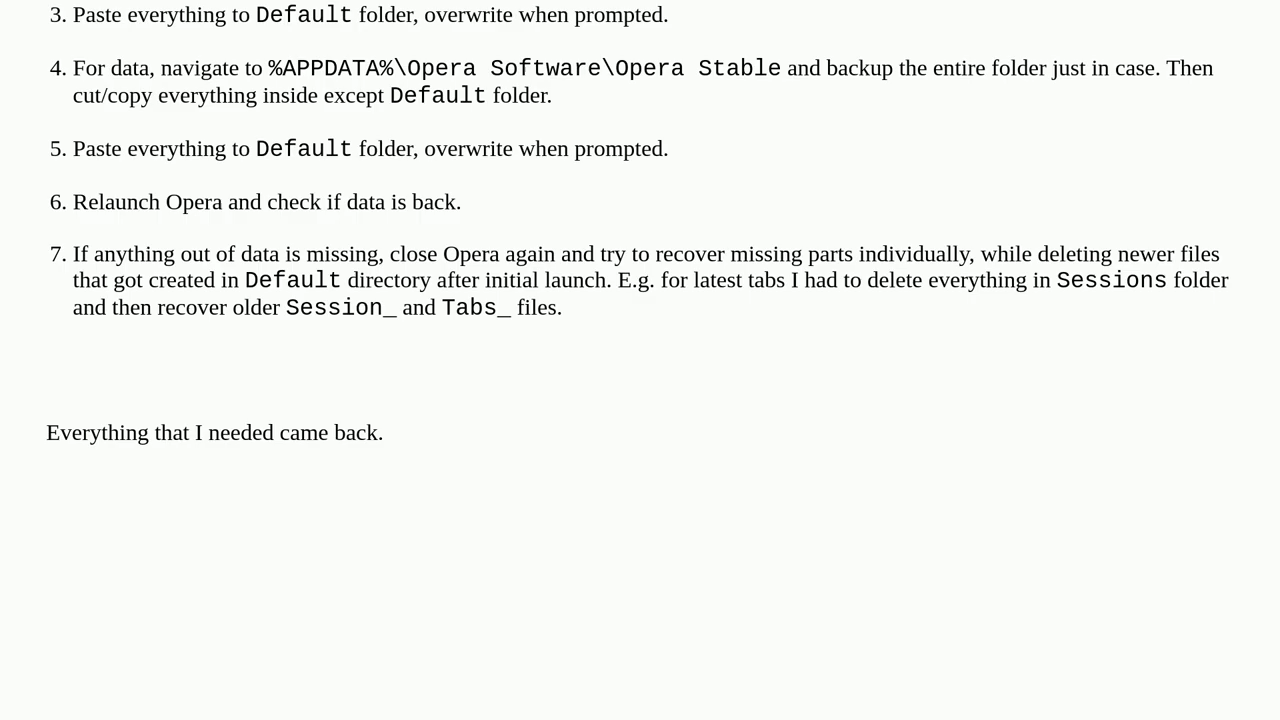 3. Paste everything to Default folder, overwrite when prompted.
4. For data, navigate to %APPDATA%\Opera Software\Opera Stable and backup the entire folder just in case. Then
cut/copy everything inside except Default folder.
5. Paste everything to Default folder, overwrite when prompted.
6. Relaunch Opera and check if data is back.
7. If anything out of data is missing, close Opera again and try to recover missing parts individually, while deleting newer files
that got created in Default directory after initial launch. E.g. for latest tabs I had to delete everything in Sessions folder
and then recover older Session_ and Tabs_ files.
Everything that I needed came back.